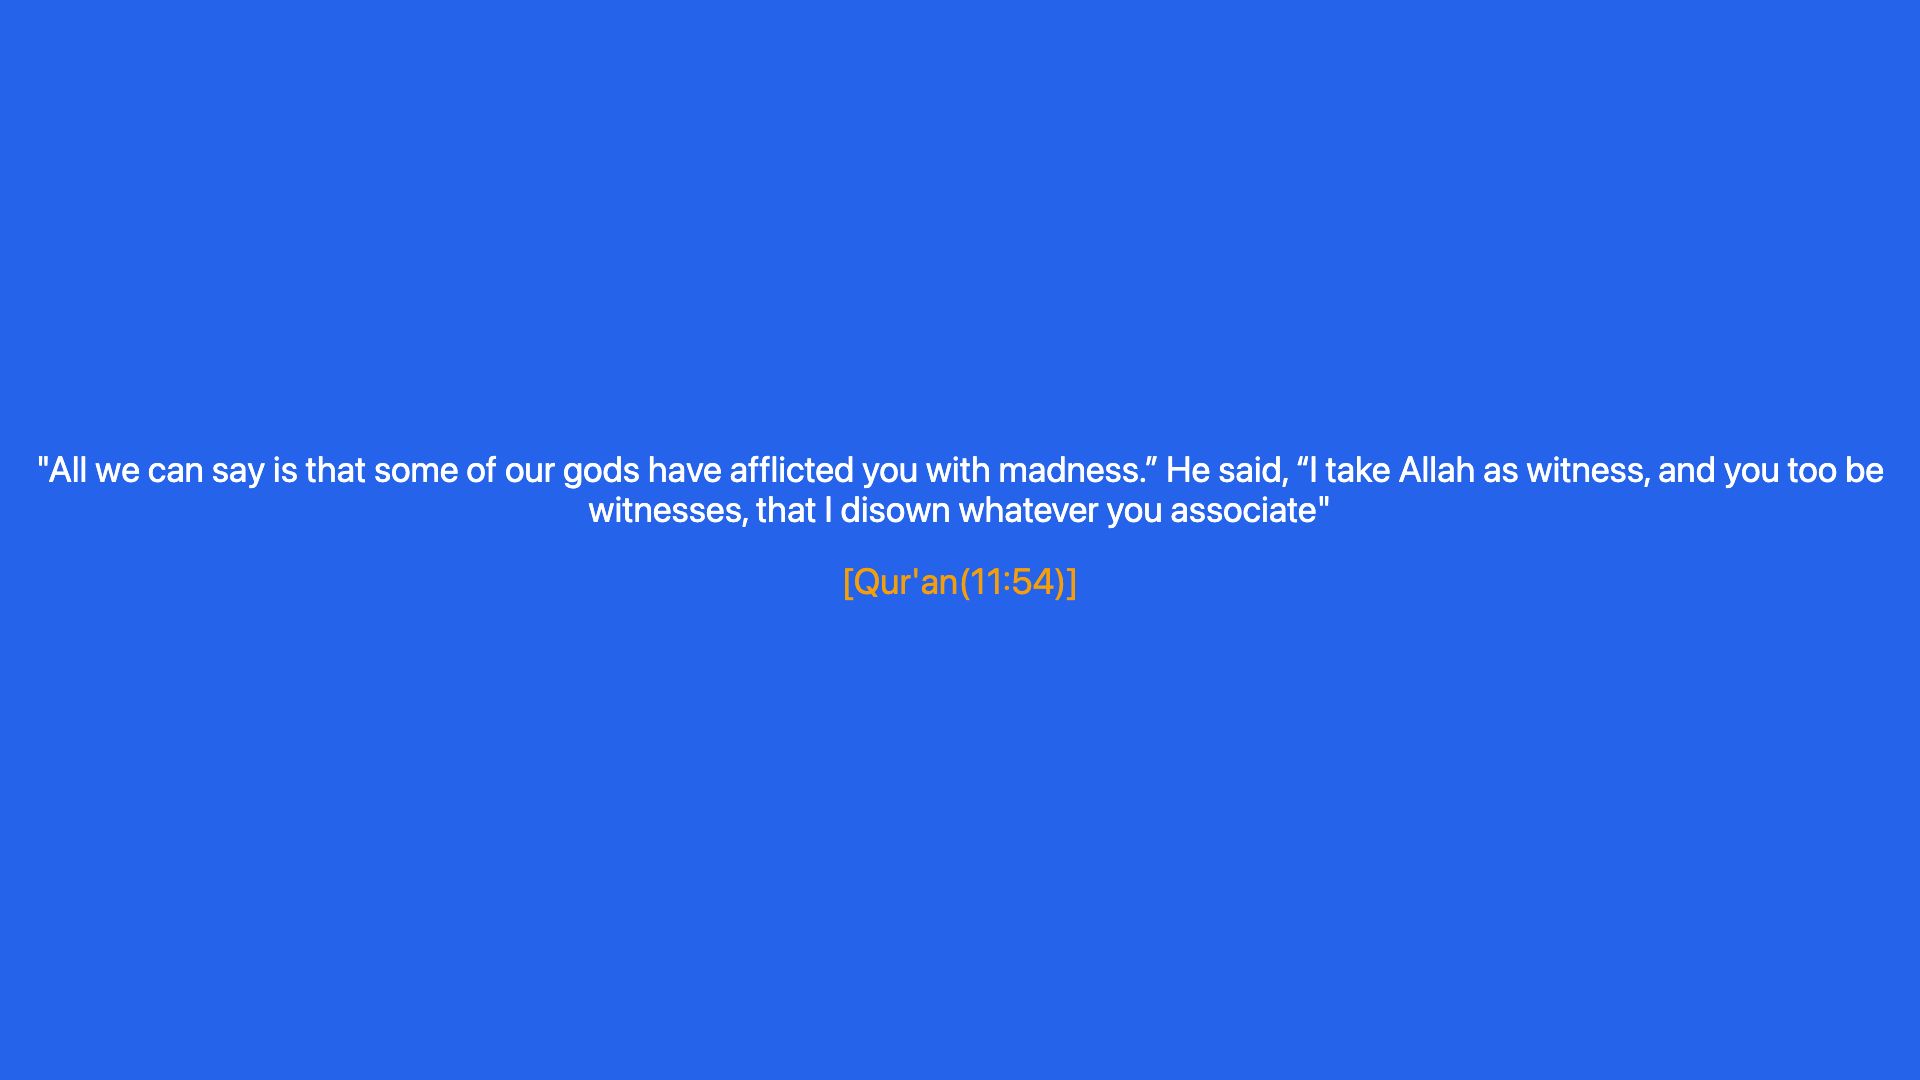 "All we can say is that some of our gods have afflicted you with madness.” He said, “I take Allah as witness, and you too be
witnesses, that I disown whatever you associate"
[Qur'an(11:54)]